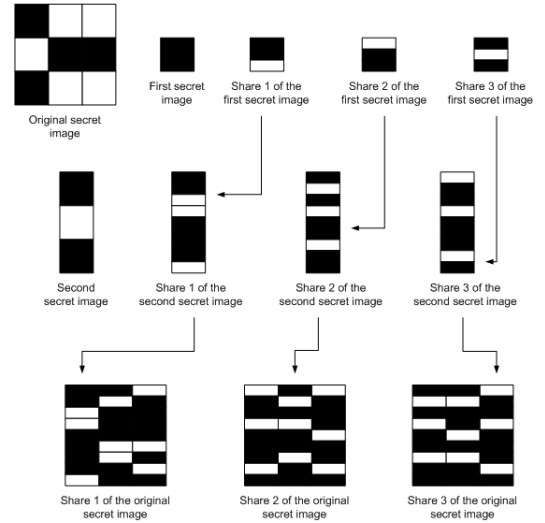 First secret
image
Share 1 of the
first secret image
Share 2 of the
first secret image
Share 3 of the
first secret image
Original secret
image
Second
secret image
Share 1 of the
second secret image
Share 2 of the
second secret image
Share 3 of the
second secret image
Share 1 of the original
secret image
Share 2 of the original
secret image
Share 3 of the original
secret image